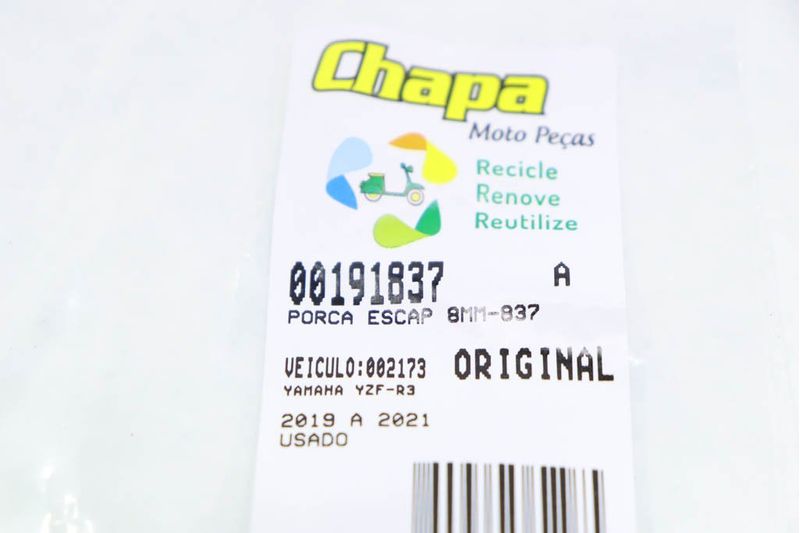 Chapa
Moto Peças
Recicle
Renove
Reutilize
00191837 A
PORCA ESCAP 8MM-837
VEICULO:002173 ORIGINAL
YAMAHA YZF-R3
2019 A 2021
USADO